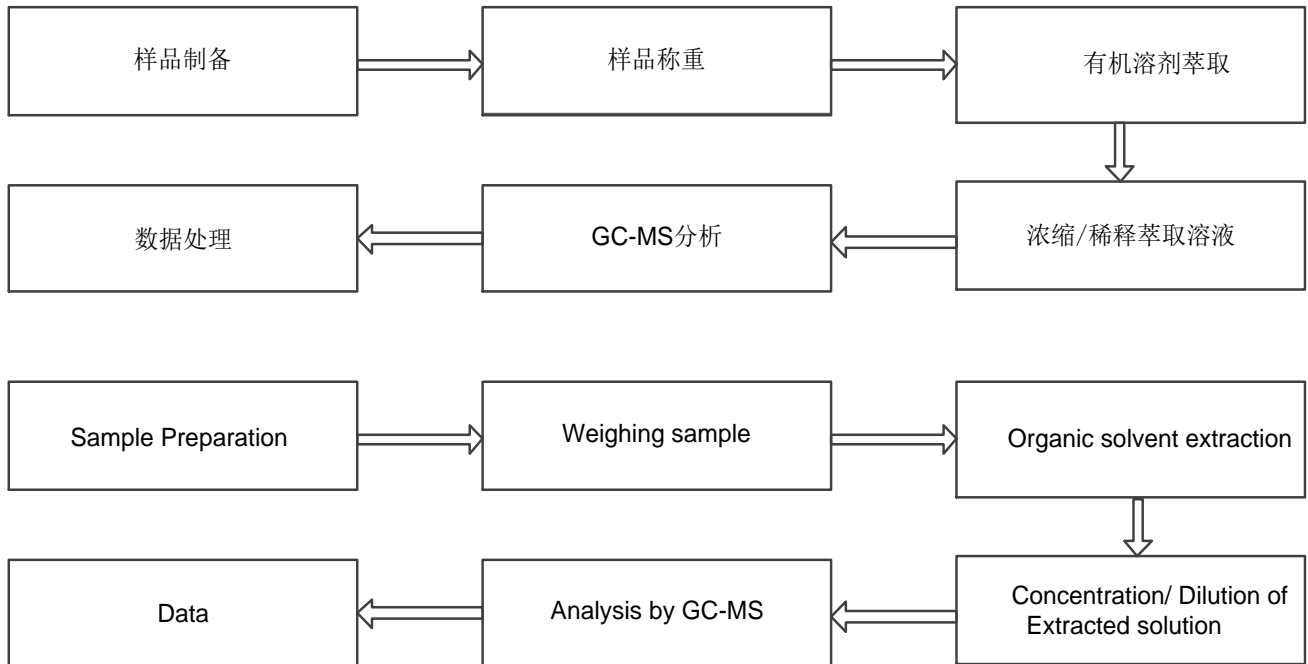 样品制备
样品称重
有机溶剂萃取
数据处理
GC-MS分析
浓缩/稀释萃取溶液
Sample Preparation
Weighing sample
Organic solvent extraction
Data
Analysis by GC-MS
Concentration/ Dilution of
Extracted solution